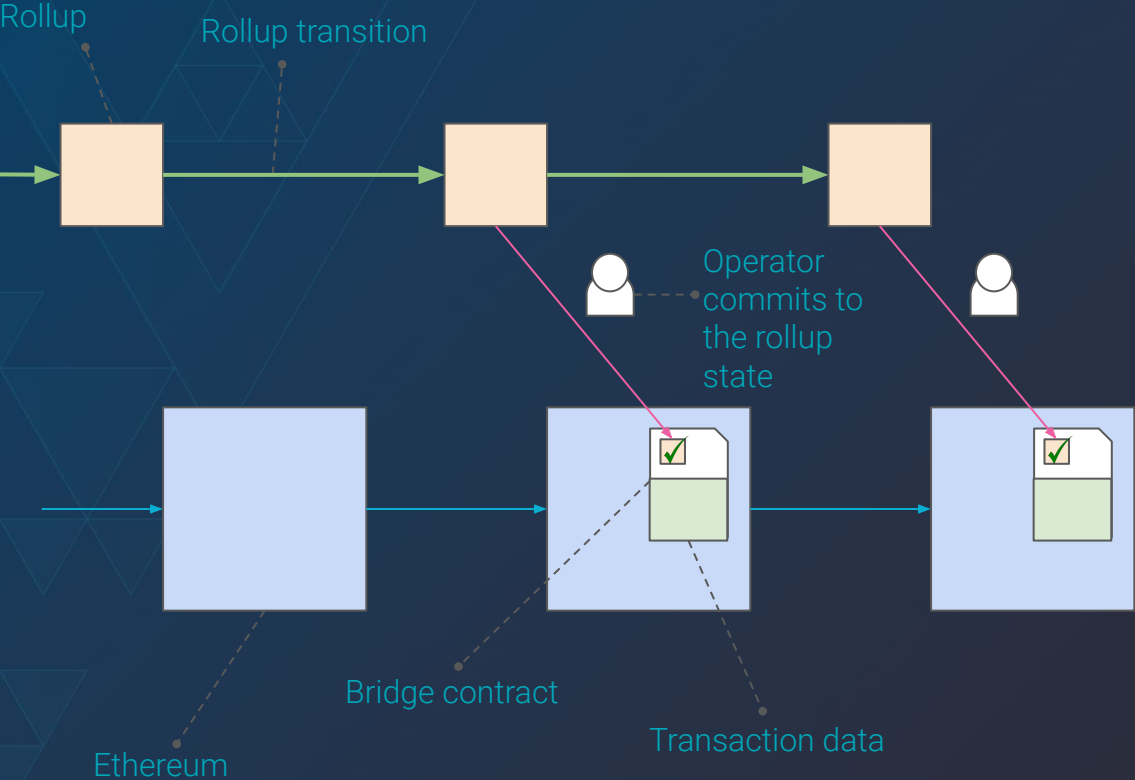 Rollup
Rollup transition
Operator
commits to
the rollup
state
Bridge contract
Transaction data
Ethereum